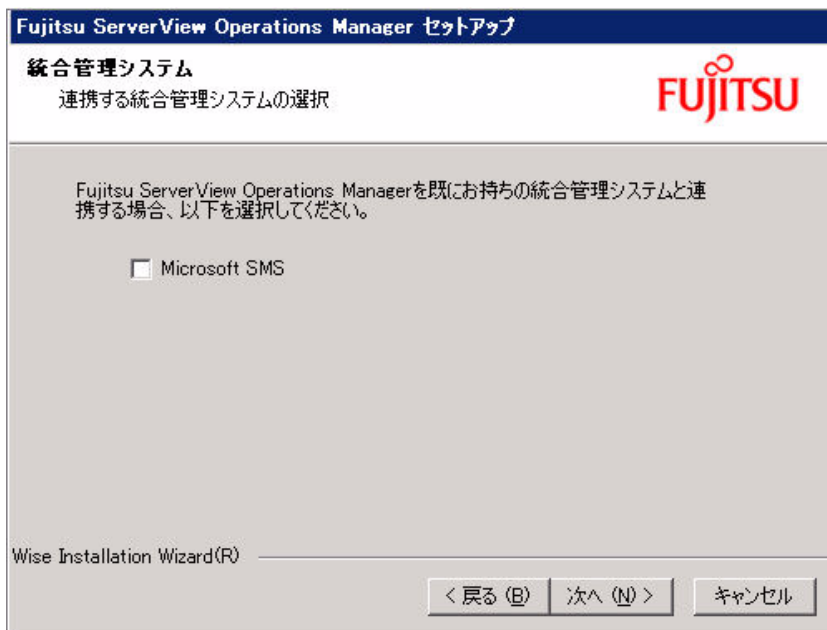 Fujitsu ServerView Operations Manager セットアップ
統合管理システム
連携する統合管理システムの選択
FUJITSU
Fujitsu ServerView Operations Managerを既にお持ちの統合管理システムと連
携する場合、以下を選択してください。
Microsoft SMS
Wise Installation Wizard(R)
< 戻る (B) 次へ (N) > キャンセル